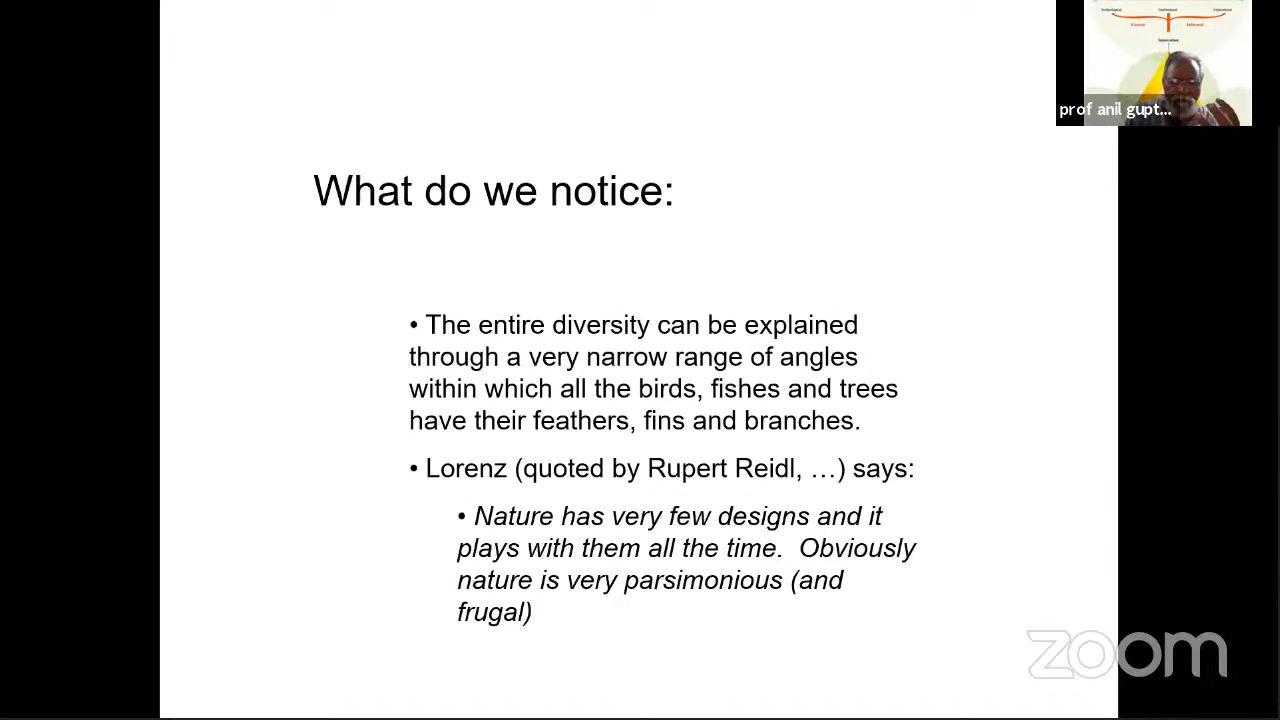 prof anil gupt...
What do we notice:
• The entire diversity can be explained
through a very narrow range of angles
within which all the birds, fishes and trees
have their feathers, fins and branches.
• Lorenz (quoted by Rupert Reidl, …) says:
• Nature has very few designs and it
plays with them all the time.  Obviously
nature is very parsimonious (and
frugal)
zoom